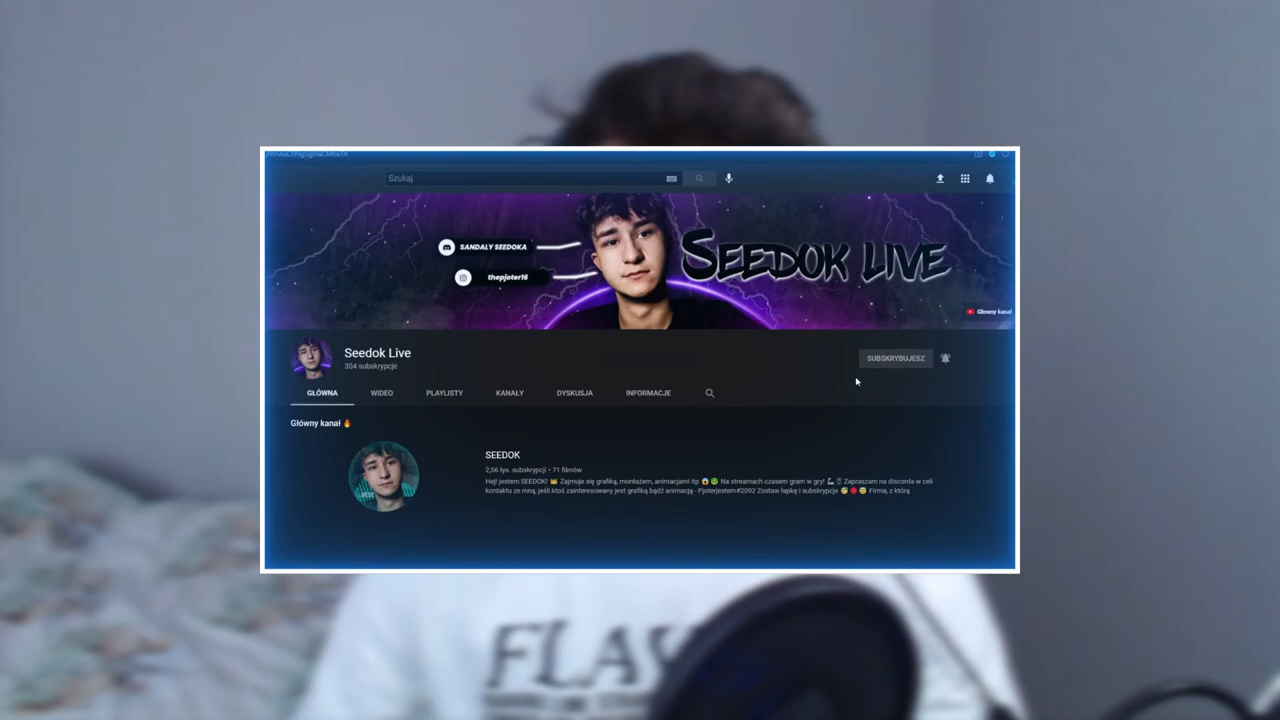 Szukaj
SANDALY SEEDOKA
thepjoter16
SEEDOK LIVE
Głowny kanał
Seedok Live
304 subskrypcje
SUBSKRYBUJESZ
GŁÓWNA WIDEO PLAYLISTY KANAŁY DYSKUSJA INFORMACJE
Główny kanał 🔥
SEEDOK
2,56 tys. subskrypcji • 71 filmów
Hej! jestem SEEDOK! 👑 Zajmuje się grafiką, montażem, animacjami itp 😱 🤢 Na streamach czasem gram w gry! Zapraszam na discorda w celi
kontaktu ze mną, jeśli ktoś zainteresowany jest grafiką bądź animacją - Pjoterjestem#2092 Zostaw łapkę i subskrypcje Firma, z którą
FLA